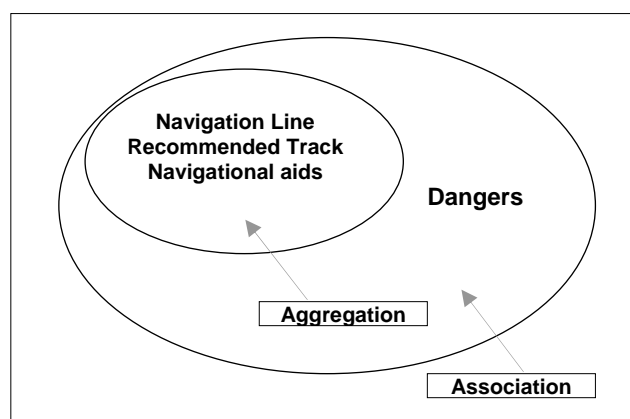 Navigation Line
Recommended Track
Navigational aids
Dangers
Aggregation
Association